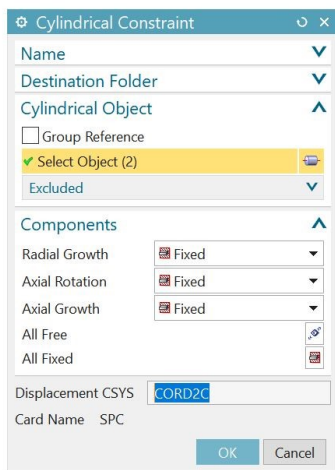 Cylindrical Constraint
Name
Destination Folder
Cylindrical Object
Group Reference
Select Object (2)
Excluded
Components
Radial Growth Fixed
Axial Rotation Fixed
Axial Growth Fixed
All Free
All Fixed
Displacement CSYS CORD2C
Card Name SPC
OK Cancel